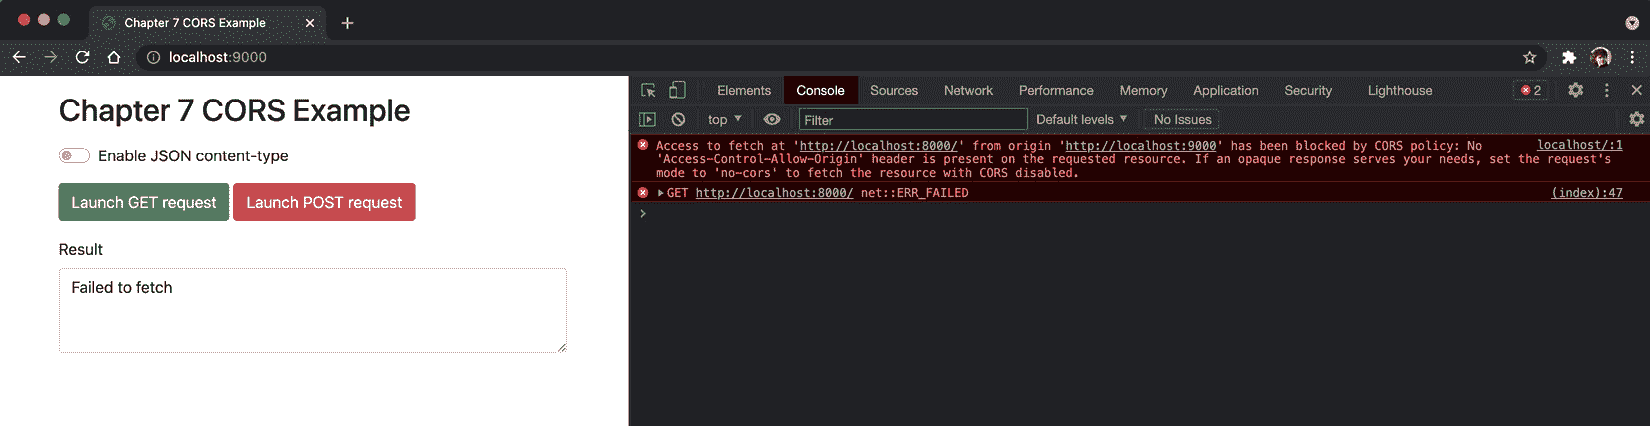 Chapter 7 CORS Example
localhost:9000
Chapter 7 CORS Example
Enable JSON content-type
Launch GET request
Launch POST request
Result
Failed to fetch
Elements Console Sources Network Performance Memory Application Security Lighthouse 2
top Filter Default levels No Issues
Access to fetch at 'http://localhost:8000/' from origin 'http://localhost:9000' has been blocked by CORS policy: No localhost/:1
'Access-Control-Allow-Origin' header is present on the requested resource. If an opaque response serves your needs, set the request's
mode to 'no-cors' to fetch the resource with CORS disabled.
GET http://localhost:8000/ net::ERR_FAILED (index):47